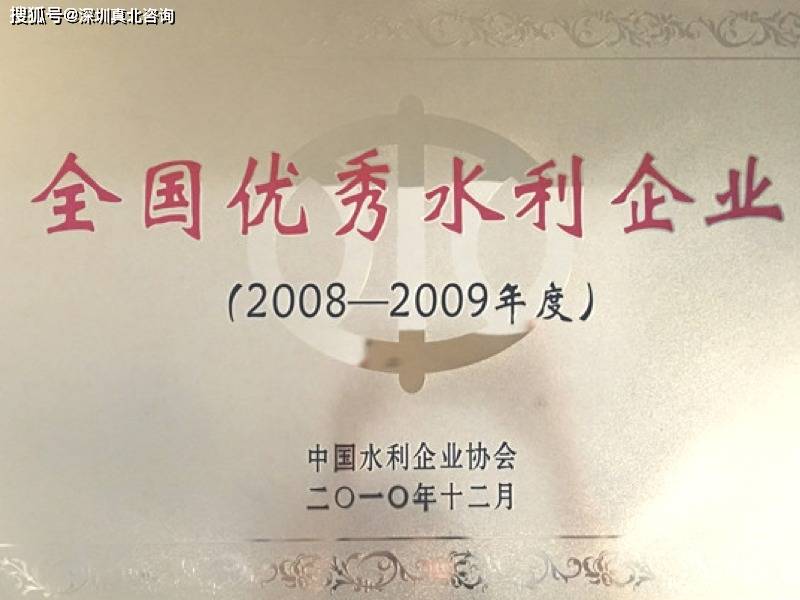 搜狐号@深圳真北咨询
全国优秀水利企业
（2008—2009年度）
中国水利企业协会
二〇一〇年十二月